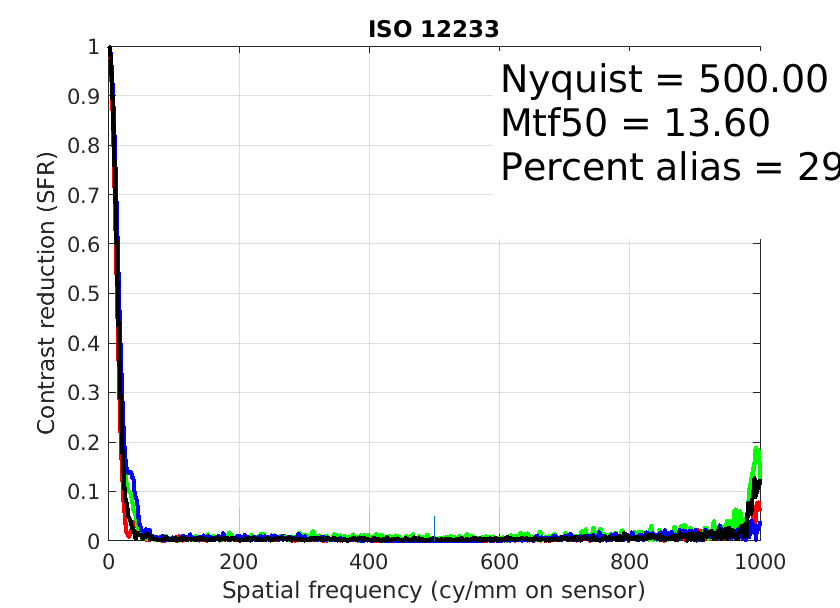 ISO 12233
Nyquist = 500.00
Mtf50 = 13.60
Percent alias = 29
Contrast reduction (SFR)
1
0.9
0.8
0.7
0.6
0.5
0.4
0.3
0.2
0.1
0
0 200 400 600 800 1000
Spatial frequency (cy/mm on sensor)